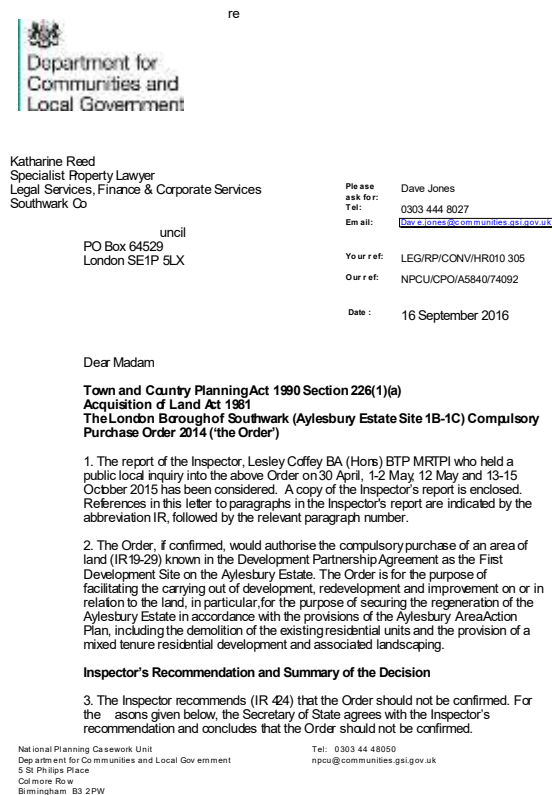 re
Department for
Communities and
Local Government
Katharine Reed
Specialist Property Lawyer
Legal Services, Finance & Corporate Services
Southwark Co
uncil
PO Box 64529
London SE1P 5LX
Please
ask for:
Dave Jones
Tel:
0303 444 8027
Email:
Dave.jones@communities.gsi.gov.uk
Your ref:
LEG/RP/CONV/HR010 305
Our ref:
NPCU/CPO/A5840/74092
Date :
16 September 2016
Dear Madam
Town and Country Planning Act 1990 Section 226(1)(a)
Acquisition of Land Act 1981
The London Borough of Southwark (Aylesbury Estate Site 1B-1C) Compulsory
Purchase Order 2014 (‘the Order’)
1. The report of the Inspector, Lesley Coffey BA (Hons) BTP MRTPI who held a
public local inquiry into the above Order on 30 April, 1-2 May, 12 May and 13-15
October 2015 has been considered. A copy of the Inspector's report is enclosed.
References in this letter to paragraphs in the Inspector's report are indicated by the
abbreviation IR, followed by the relevant paragraph number.
2. The Order, if confirmed, would authorise the compulsory purchase of an area of
land (IR19-29) known in the Development Partnership Agreement as the First
Development Site on the Aylesbury Estate. The Order is for the purpose of
facilitating the carrying out of development, redevelopment and improvement on or in
relation to the land, in particular, for the purpose of securing the regeneration of the
Aylesbury Estate in accordance with the provisions of the Aylesbury Area Action
Plan, including the demolition of the existing residential units and the provision of a
mixed tenure residential development and associated landscaping.
Inspector’s Recommendation and Summary of the Decision
3. The Inspector recommends (IR 424) that the Order should not be confirmed. For
the asons given below, the Secretary of State agrees with the Inspector's
recommendation and concludes that the Order should not be confirmed.
National Planning Casework Unit
Department for Communities and Local Government
5 St Philips Place
Colmore Row
Birmingham B3 2PW
Tel: 0303 44 48050
npcu@communities.gsi.gov.uk